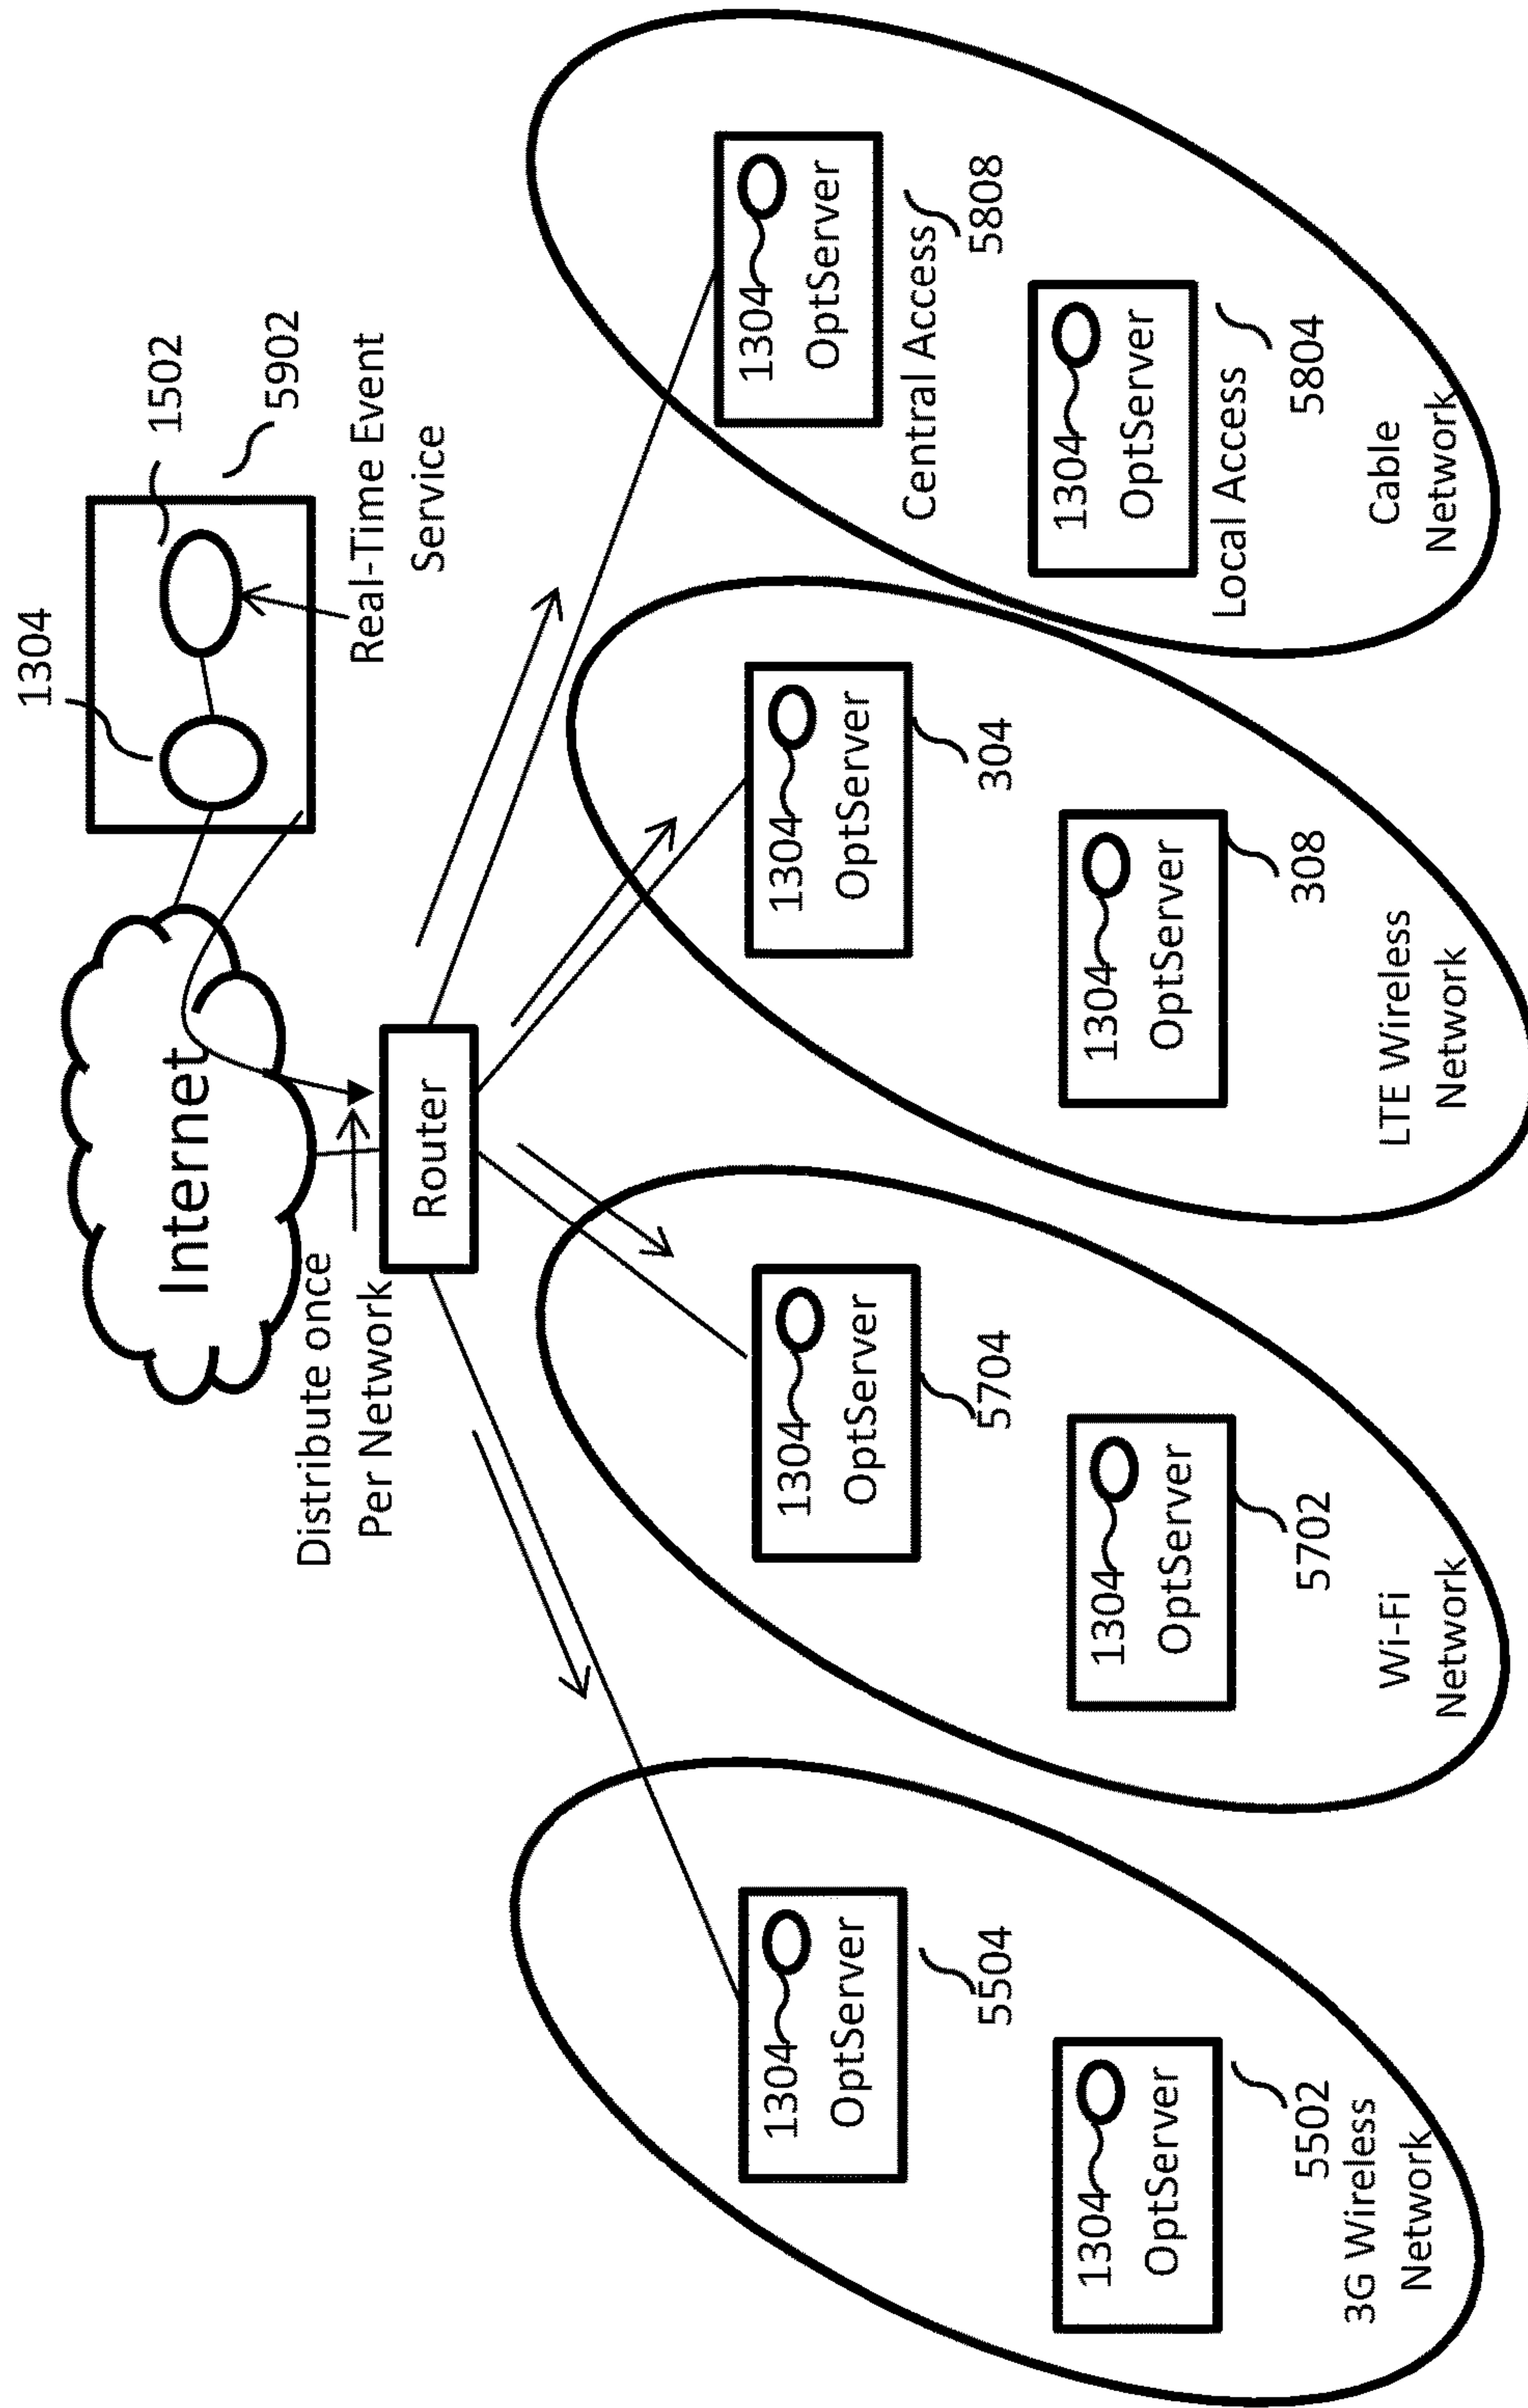 1304
1502
5902
Real-Time Event
Service
Internet
Distribute once
Per Network
Router
1304
OptServer
5504
1304
OptServer
5502
3G Wireless
Network
1304
OptServer
5704
1304
OptServer
5702
Wi-Fi
Network
1304
OptServer
304
1304
OptServer
308
LTE Wireless
Network
1304
OptServer
Central Access
5808
1304
OptServer
Local Access
5804
Cable
Network